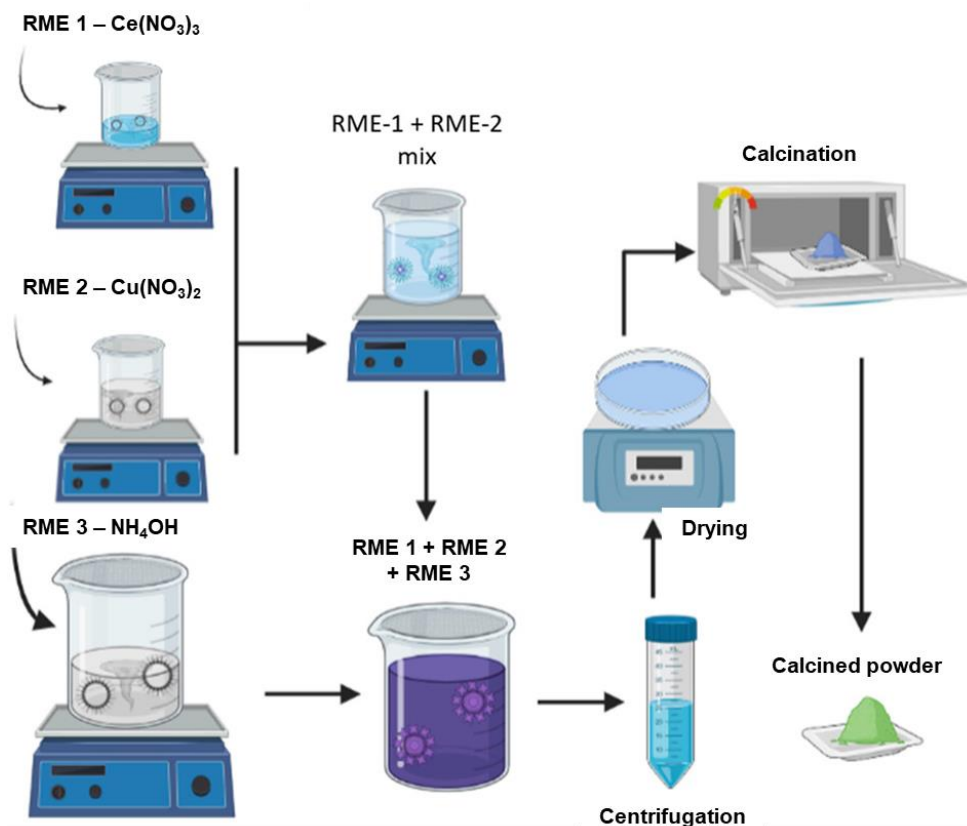 RME 1 – Ce(NO₃)₃
RME-1 + RME-2
mix
Calcination
RME 2 – Cu(NO₃)₂
RME 3 – NH₄OH
RME 1 + RME 2
+ RME 3
Drying
Calcined powder
Centrifugation